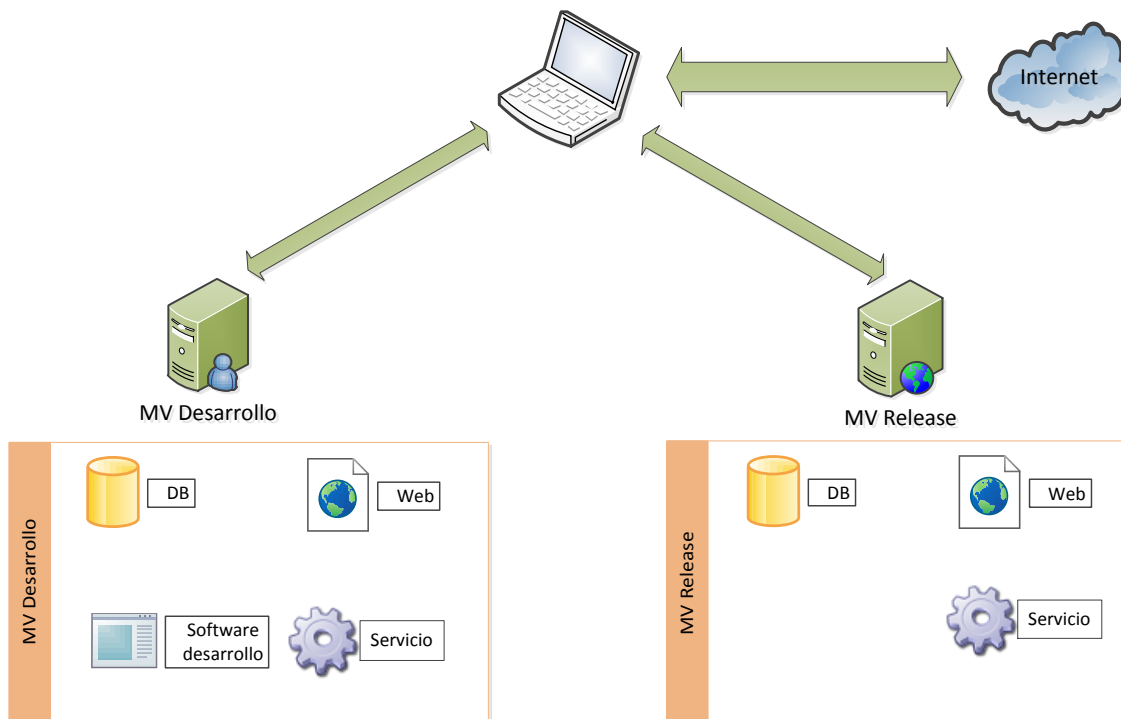 Internet
MV Desarrollo
MV Release
MV Desarrollo
DB
Web
Software
desarrollo
Servicio
MV Release
DB
Web
Servicio